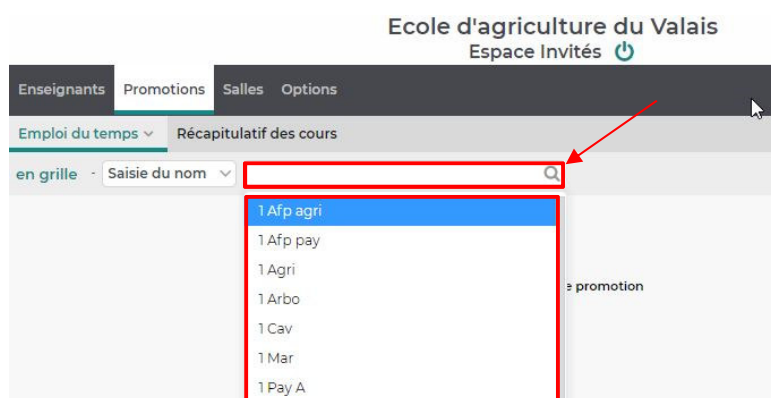 Ecole d'agriculture du Valais
Espace Invités
Enseignants Promotions Salles Options
Emploi du temps Récapitulatif des cours
en grille - Saisie du nom
1 Afp agri
1 Afp pay
1 Agri
e promotion
1 Arbo
1 Cav
1 Mar
1 Pay A